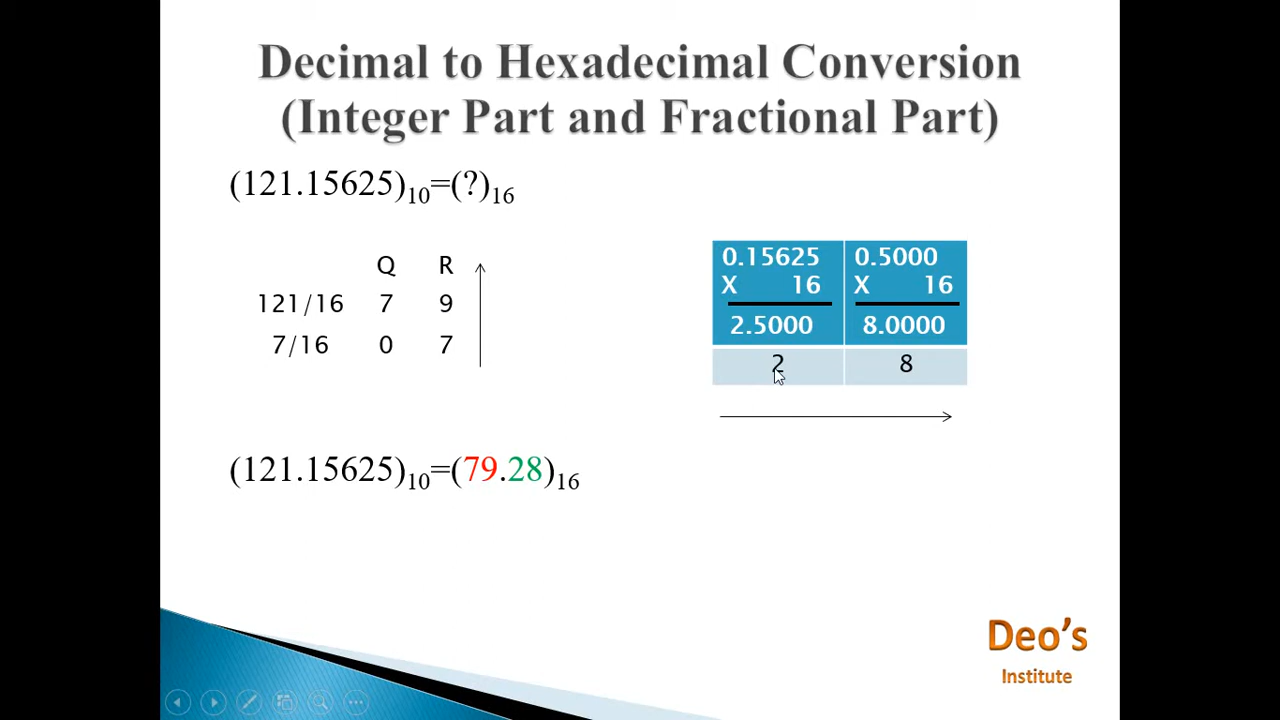 Decimal to Hexadecimal Conversion
(Integer Part and Fractional Part)
(121.15625)10=(?)16
Q R
121/16 7 9
7/16 0 7
0.15625 0.5000
X 16 X 16
2.5000 8.0000
2 8
(121.15625)10=(79.28)16
Deo's
Institute